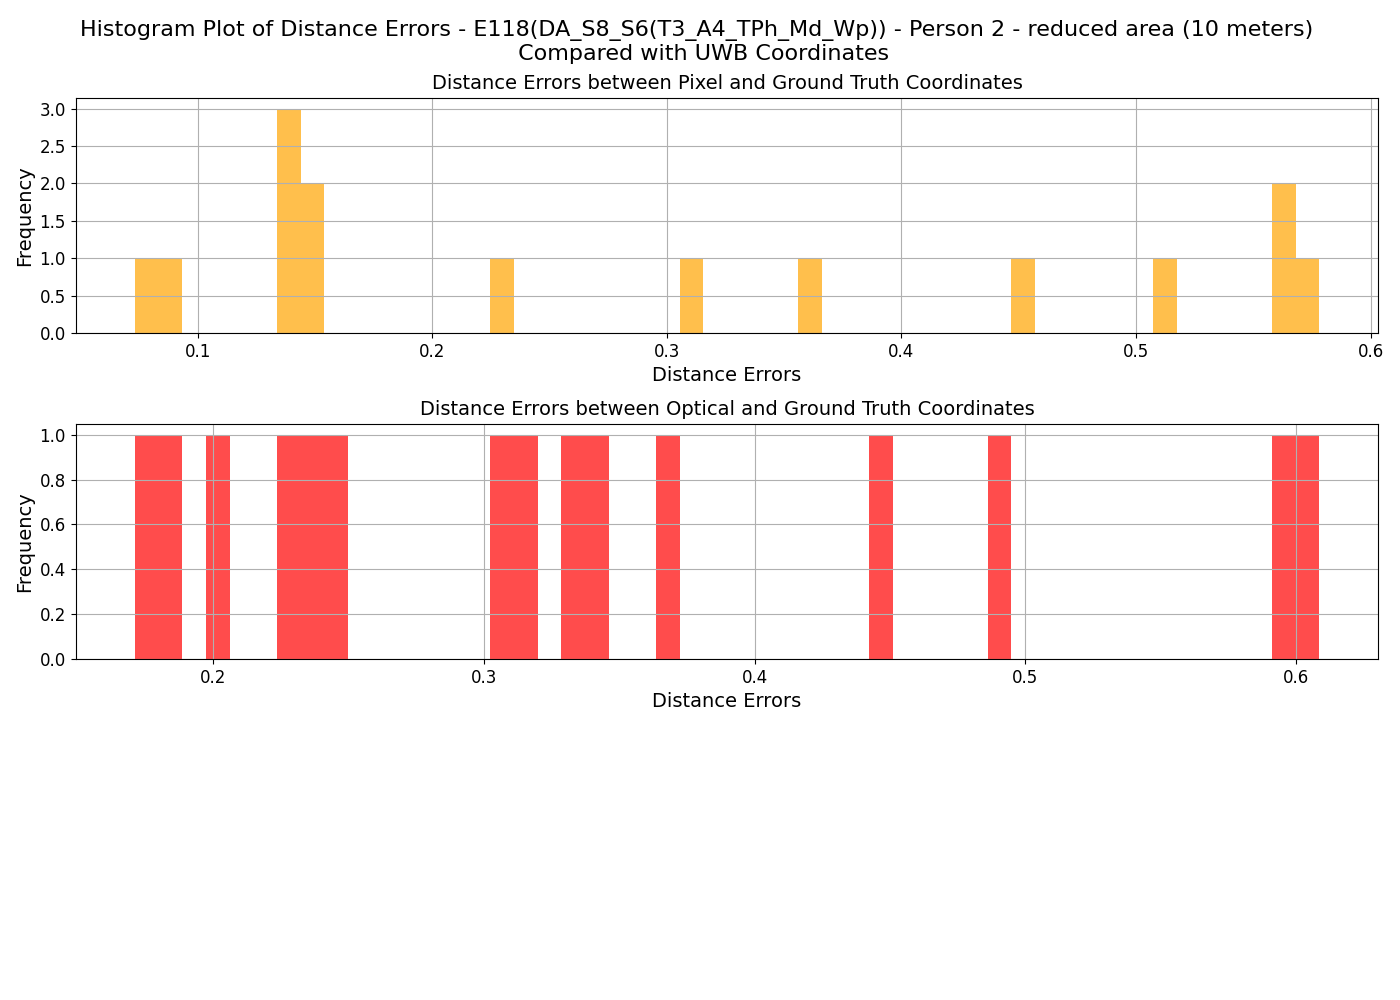 Histogram Plot of Distance Errors - E118(DA_S8_S6(T3_A4_TPh_Md_Wp)) - Person 2 - reduced area (10 meters)
Compared with UWB Coordinates
Distance Errors between Pixel and Ground Truth Coordinates
Frequency
3.0
2.5
2.0
1.5
1.0
0.5
0.0
0.1 0.2 0.3 0.4 0.5 0.6
Distance Errors
Distance Errors between Optical and Ground Truth Coordinates
Frequency
1.0
0.8
0.6
0.4
0.2
0.0
0.2 0.3 0.4 0.5 0.6
Distance Errors